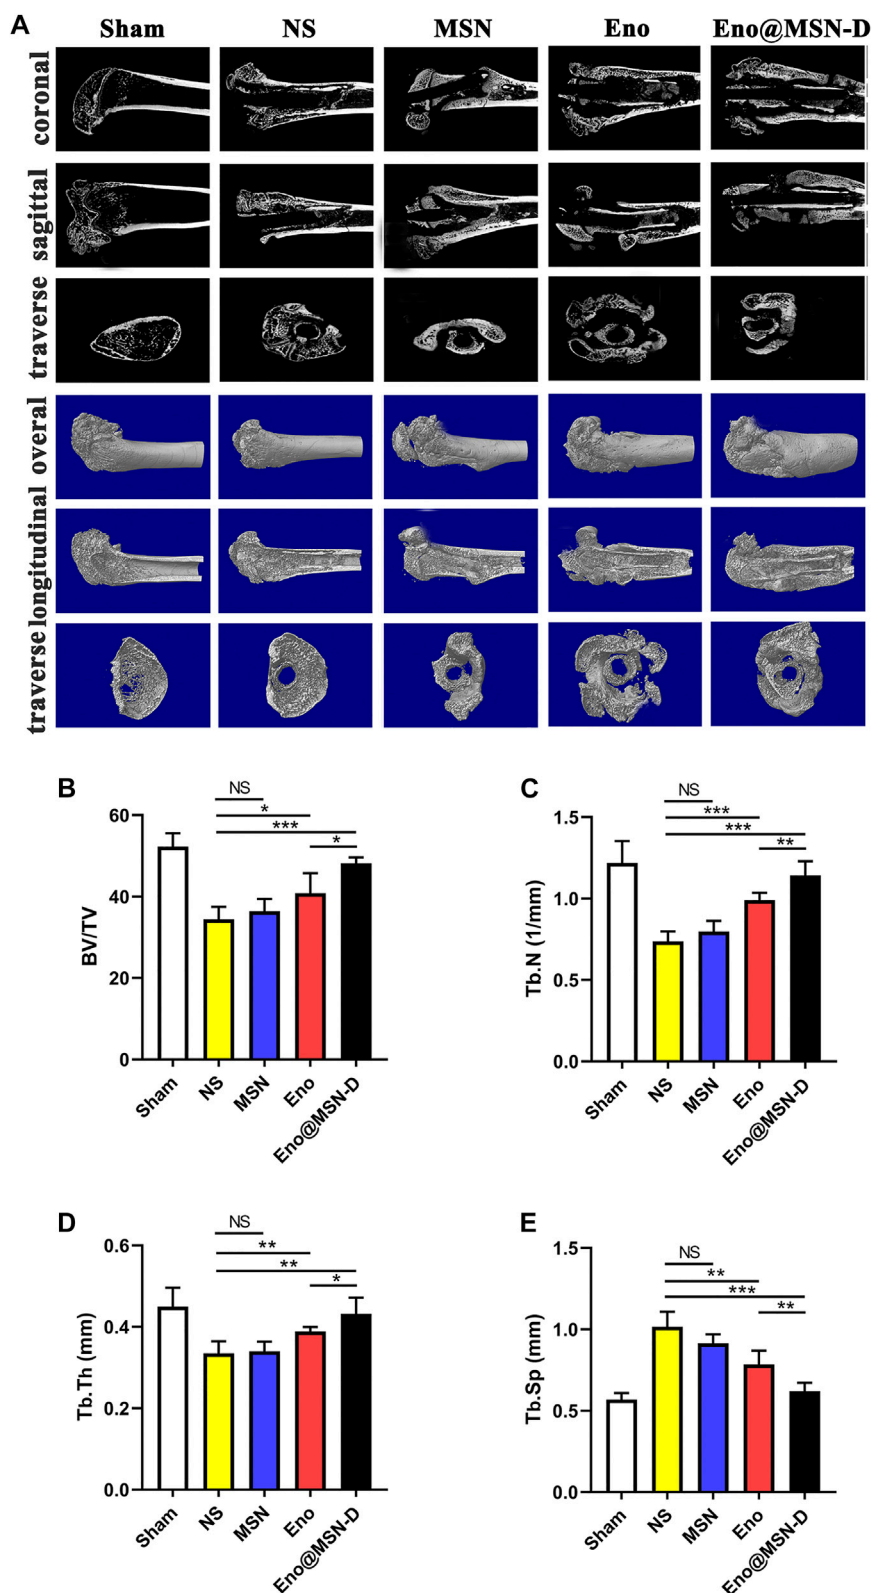 A
Sham NS MSN Eno Eno@MSN-D
coronal
sagittal
traverse
overal
longitudinal
traverse
B
NS
*
***
*
60
40
20
0
BV/TV
Sham NS MSN Eno Eno@MSN-D
C
NS
***
***
**
1.5
1.0
0.5
0.0
Tb.N (1/mm)
Sham NS MSN Eno Eno@MSN-D
D
NS
**
**
*
0.6
0.4
0.2
0.0
Tb.Th (mm)
Sham NS MSN Eno Eno@MSN-D
E
NS
**
***
**
1.5
1.0
0.5
0.0
Tb.Sp (mm)
Sham NS MSN Eno Eno@MSN-D